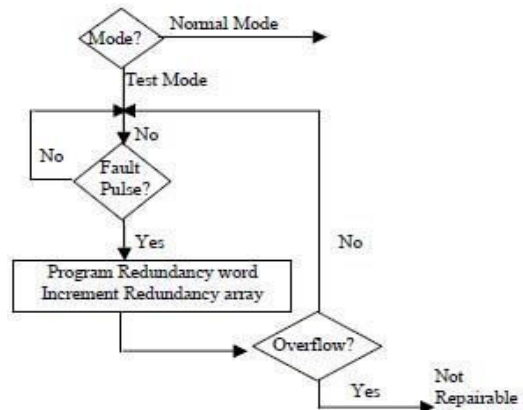 Normal Mode
Mode?
Test Mode
No
No
Fault
Pulse?
Yes
No
Program Redundancy word
Increment Redundancy array
Overflow?
Yes
Not
Repairable